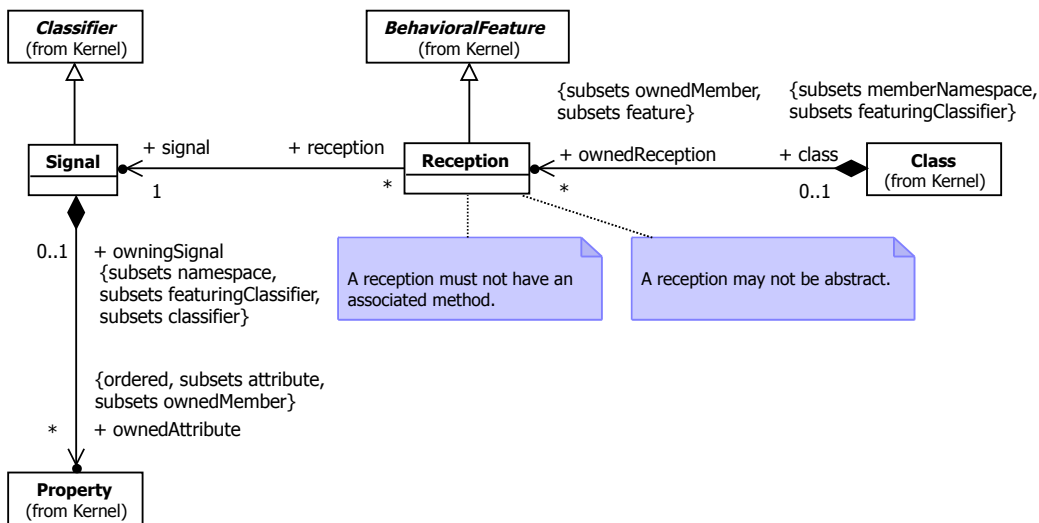 Classifier
(from Kernel)
BehavioralFeature
(from Kernel)
{subsets ownedMember,
subsets feature}
{subsets memberNamespace,
subsets featuringClassifier}
Signal
+ signal
1
+ reception
*
Reception
+ ownedReception
*
+ class
0..1
Class
(from Kernel)
0..1
+ owningSignal
{subsets namespace,
subsets featuringClassifier,
subsets classifier}
A reception must not have an
associated method.
A reception may not be abstract.
{ordered, subsets attribute,
subsets ownedMember}
*
+ ownedAttribute
Property
(from Kernel)